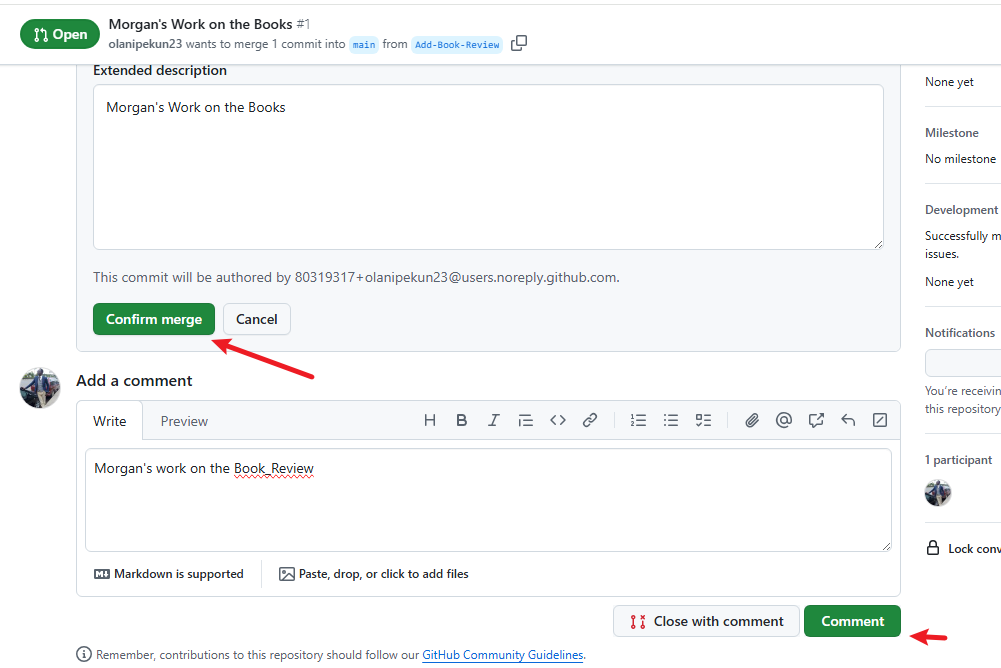 Open
Morgan's Work on the Books #1
olanipekun23 wants to merge 1 commit into main from Add-Book-Review
Extended description
Morgan's Work on the Books
This commit will be authored by 80319317+olanipekun23@users.noreply.github.com.
Confirm merge
Cancel
Add a comment
Write
Preview
Morgan's work on the Book_Review
Markdown is supported
Paste, drop, or click to add files
Close with comment
Comment
Remember, contributions to this repository should follow our GitHub Community Guidelines.
None yet
Milestone
No milestone
Development
Successfully m
issues.
None yet
Notifications
You're receivin
this repository
1 participant
Lock conv